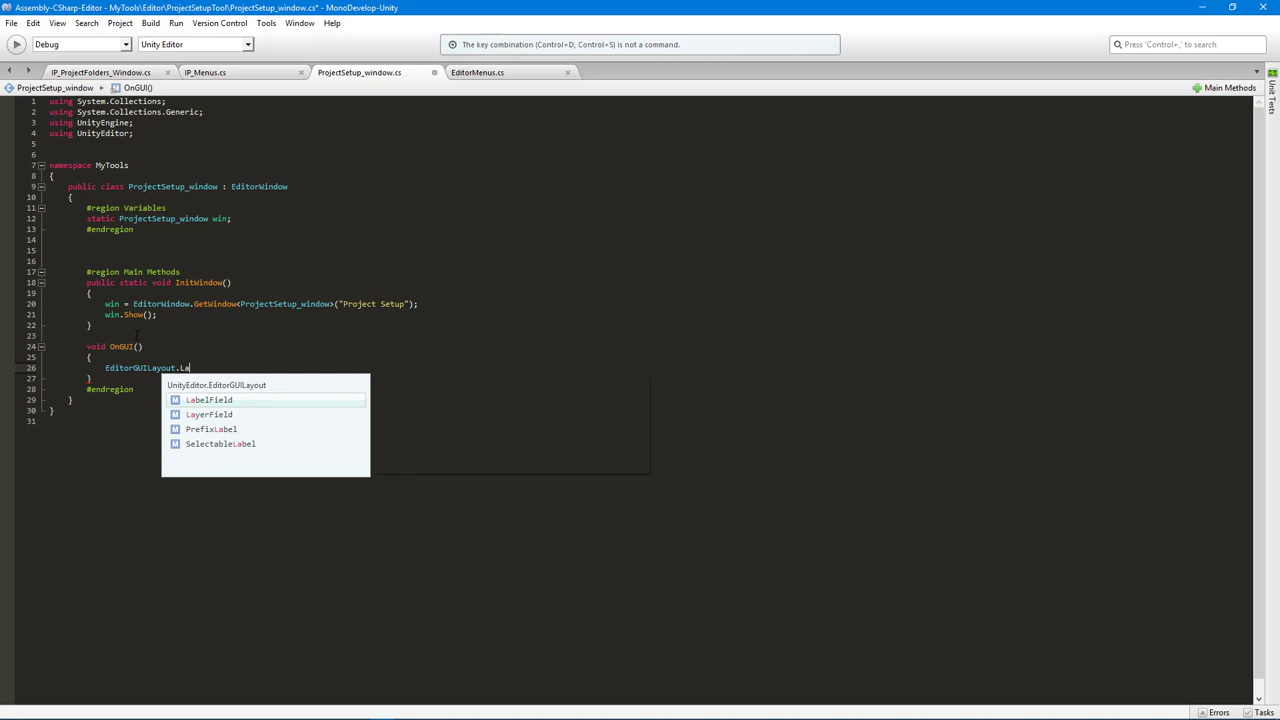 Assembly-CSharp-Editor - MyTools\Editor\ProjectSetupTool\ProjectSetup_window.cs* - MonoDevelop-Unity
File Edit View Search Project Build Run Version Control Tools Window Help
Debug Unity Editor The key combination (Control+D, Control+S) is not a command. Press 'Control+,' to search
IP_ProjectFolders_Window.cs IP_Menus.cs ProjectSetup_window.cs EditorMenus.cs
ProjectSetup_window OnGUI() Main Methods
Unit Tests
1 using System.Collections;
2 using System.Collections.Generic;
3 using UnityEngine;
4 using UnityEditor;
5
6
7 namespace MyTools
8 {
9 public class ProjectSetup_window : EditorWindow
10 {
11 #region Variables
12 static ProjectSetup_window win;
13 #endregion
14
15
16
17 #region Main Methods
18 public static void InitWindow()
19 {
20 win = EditorWindow.GetWindow<ProjectSetup_window>("Project Setup");
21 win.Show();
22 }
23
24 void OnGUI()
25 {
26 EditorGUILayout.La
27 }
28 #endregion
29 }
30 }
31
UnityEditor.EditorGUILayout
M LabelField
M LayerField
M PrefixLabel
M SelectableLabel
Errors Tasks